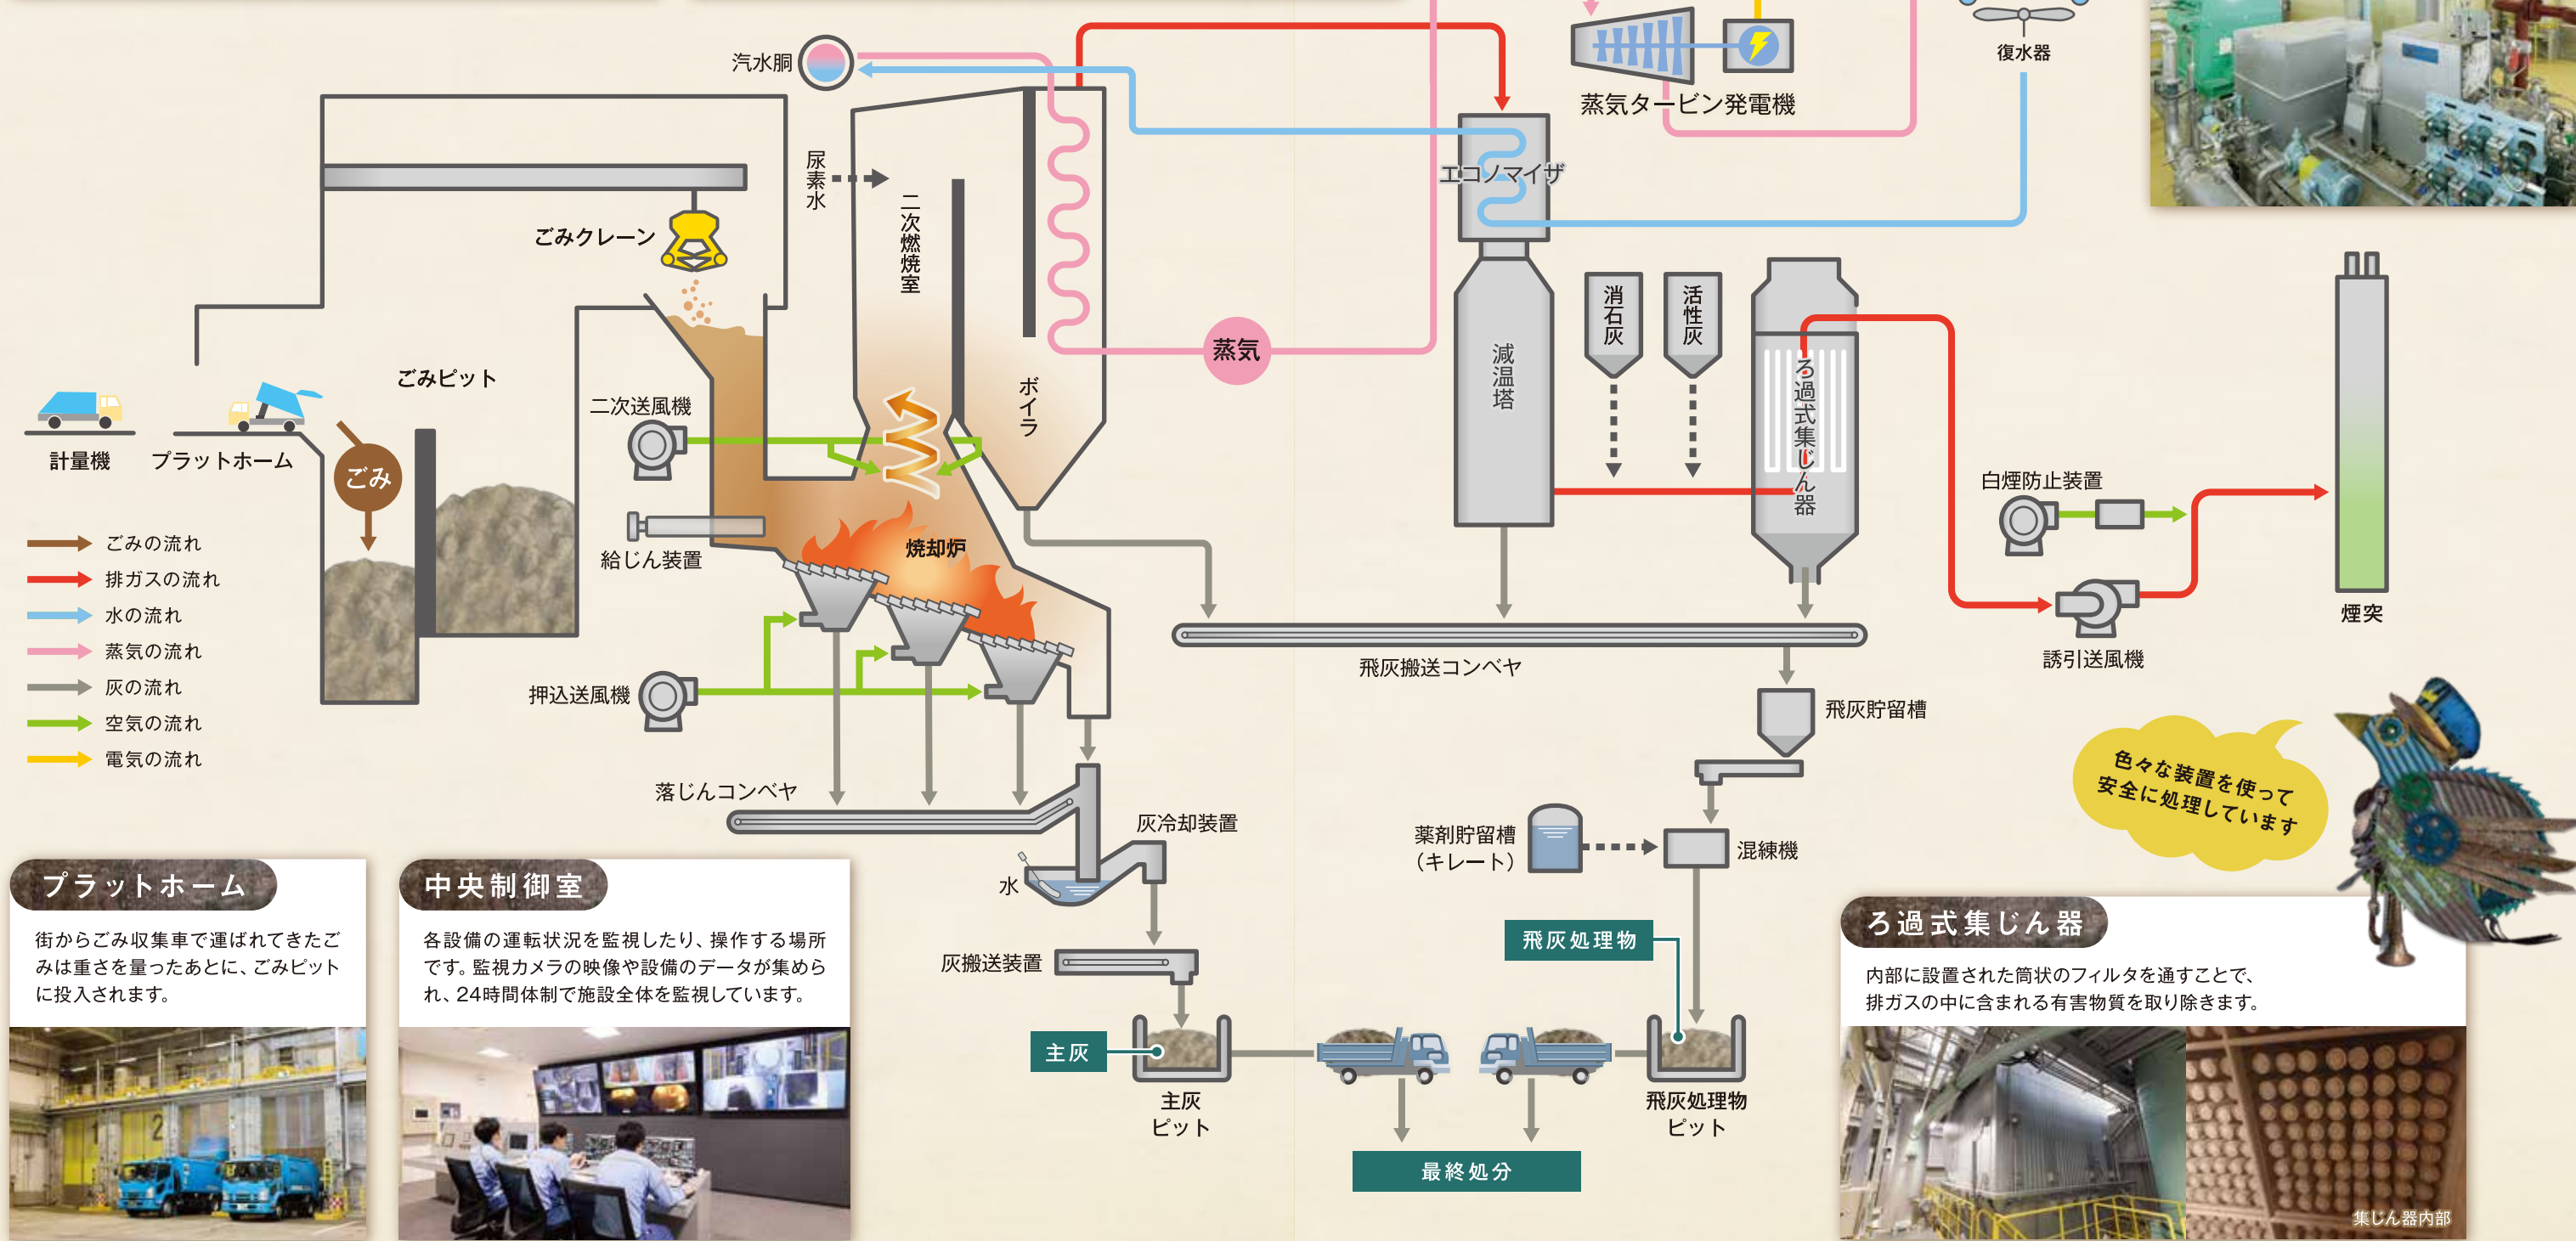 汽水胴
蒸気タービン発電機
復水器
尿素水
二次燃焼室
エコノマイザ
ごみクレーン
消石灰
活性灰
蒸気
減温塔
ろ過式集じん器
ボイラ
ごみピット
二次送風機
計量機
プラットホーム
ごみ
白煙防止装置
給じん装置
焼却炉
煙突
誘引送風機
飛灰搬送コンベヤ
押込送風機
飛灰貯留槽
ごみの流れ
排ガスの流れ
水の流れ
蒸気の流れ
灰の流れ
空気の流れ
電気の流れ
落じんコンベヤ
灰冷却装置
水
薬剤貯留槽
（キレート）
混練機
色々な装置を使って
安全に処理しています
灰搬送装置
飛灰処理物
主灰
主灰
ピット
飛灰処理物
ピット
最終処分
プラットホーム
街からごみ収集車で運ばれてきたご
みは重さを量ったあとに、ごみピット
に投入されます。
1
2
中央制御室
各設備の運転状況を監視したり、操作する場所
です。監視カメラの映像や設備のデータが集めら
れ、24時間体制で施設全体を監視しています。
ろ過式集じん器
内部に設置された筒状のフィルタを通すことで、
排ガスの中に含まれる有害物質を取り除きます。
集じん器内部